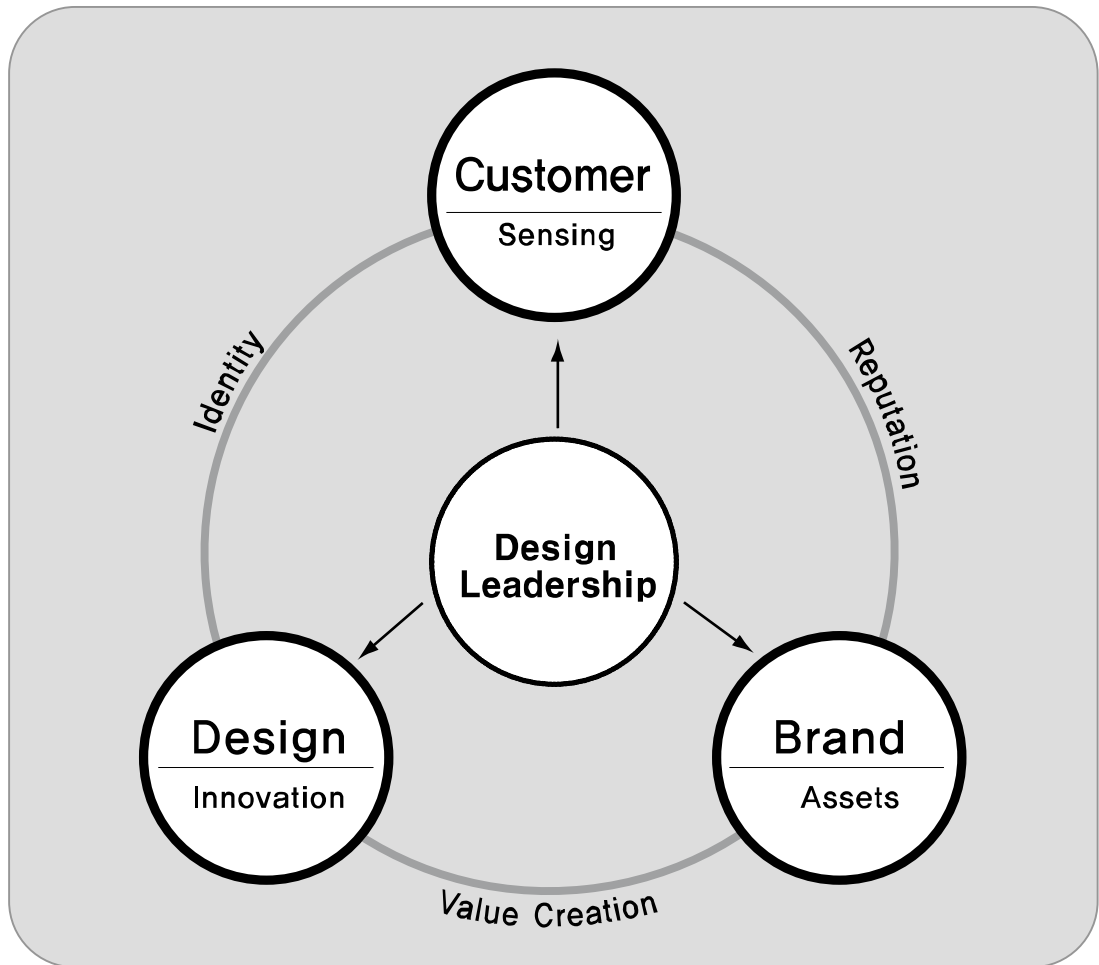 Customer
Sensing
Identity
Reputation
Design
Leadership
Design
Innovation
Brand
Assets
Value Creation